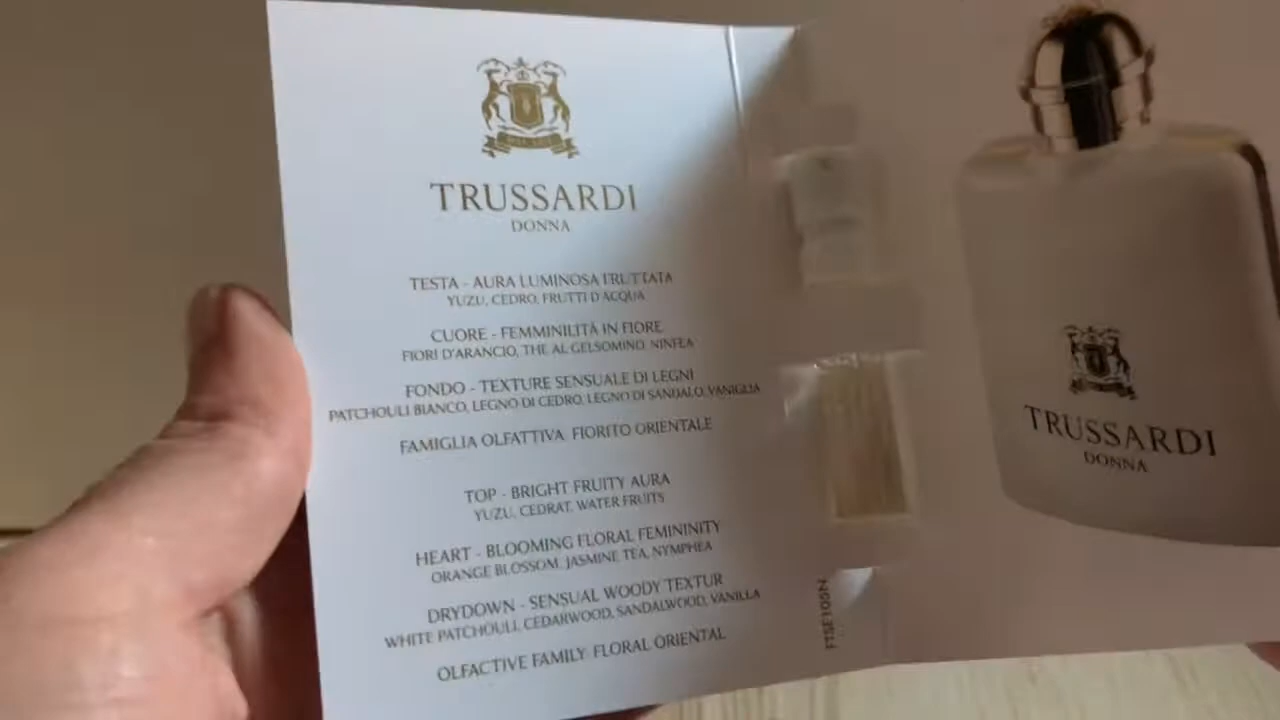 TRUSSARDI
DONNA
TESTA - AURA LUMINOSA FRUTTATA
YUZU, CEDRO, FRUTTI D'ACQUA
CUORE - FEMMINILITÀ IN FIORE
FIORI D'ARANCIO, THE AL GELSOMINO, NINFEA
FONDO - TEXTURE SENSUALE DI LEGNI
PATCHOULI BIANCO, LEGNO DI CEDRO, LEGNO DI SANDALO, VANIGLIA
FAMIGLIA OLFATTIVA FIORITO ORIENTALE
TOP - BRIGHT FRUITY AURA
YUZU, CEDRAT, WATER FRUITS
HEART - BLOOMING FLORAL FEMININITY
ORANGE BLOSSOM, JASMINE TEA, NYMPHEA
DRYDOWN - SENSUAL WOODY TEXTUR
WHITE PATCHOULI, CEDARWOOD, SANDALWOOD, VANILLA
OLFACTIVE FAMILY: FLORAL ORIENTAL
TRUSSARDI
DONNA